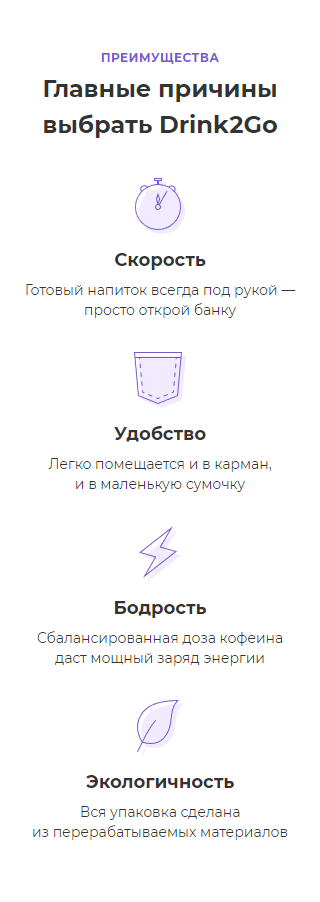 ПРЕИМУЩЕСТВА
Главные причины
выбрать Drink2Go
Скорость
Готовый напиток всегда под рукой —
просто открой банку
Удобство
Легко помещается и в карман,
и в маленькую сумочку
Бодрость
Сбалансированная доза кофеина
даст мощный заряд энергии
Экологичность
Вся упаковка сделана
из перерабатываемых материалов